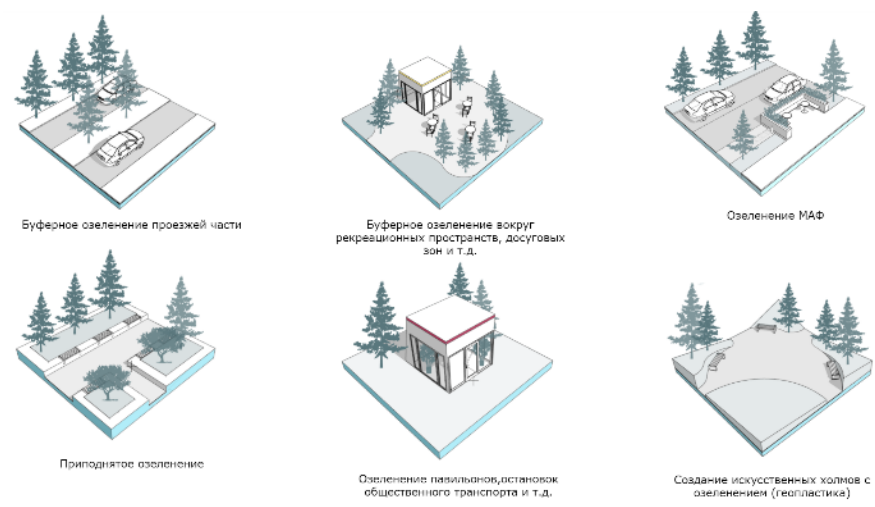 Буферное озеленение проезжей части
Буферное озеленение вокруг
рекреационных пространств, досуговых
зон и т.д.
Озеленение МАФ
Приподнятое озеленение
Озеленение павильонов,остановок
общественного транспорта и т.д.
Создание искусственных холмов с
озеленением (геопластика)